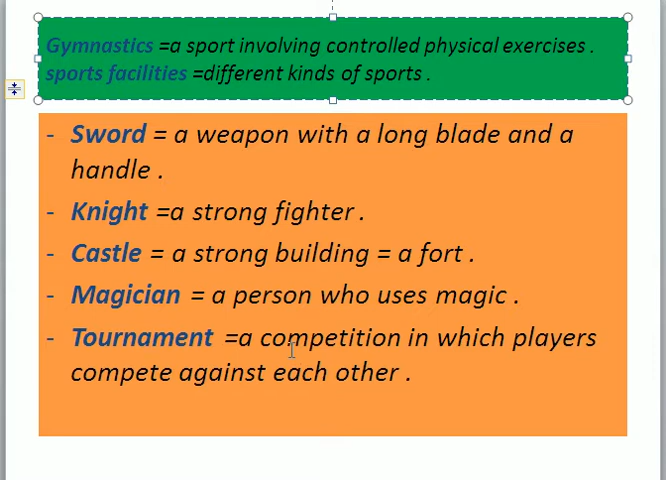 Gymnastics =a sport involving controlled physical exercises .
sports facilities =different kinds of sports .
- Sword = a weapon with a long blade and a
handle .
- Knight =a strong fighter .
- Castle = a strong building = a fort .
- Magician = a person who uses magic .
- Tournament =a competition in which players
compete against each other .